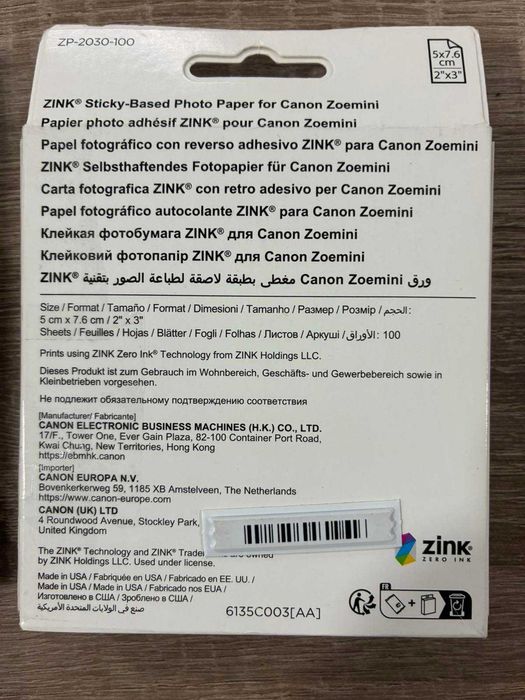 ZP-2030-100
5x7.6
cm
2"x3"
ZINK® Sticky-Based Photo Paper for Canon Zoemini
Papier photo adhésif ZINK® pour Canon Zoemini
Papel fotográfico con reverso adhesivo ZINK® para Canon Zoemini
ZINK® Selbsthaftendes Fotopapier für Canon Zoemini
Carta fotografica ZINK® con retro adesivo per Canon Zoemini
Papel fotográfico autocolante ZINK® para Canon Zoemini
Клейкая фотобумага ZINK® для Canon Zoemini
Клейковий фотопапір ZINK® для Canon Zoemini
ورق Canon Zoemini مغطى بطبقة لاصقة لطباعة الصور بتقنية ZINK®
Size / Format / Tamaño / Format / Dimesioni / Tamanho / Размер / Розмір / الحجم:
5 cm x 7.6 cm / 2" x 3"
Sheets / Feuilles / Hojas / Blätter / Fogli / Folhas / Листов / Аркуші / الأوراق: 100
Prints using ZINK Zero Ink® Technology from ZINK Holdings LLC.
Dieses Produkt ist zum Gebrauch im Wohnbereich, Geschäfts- und Gewerbebereich sowie in
Kleinbetrieben vorgesehen.
Не подлежит обязательному подтверждению соответствия
[Manufacturer/ Fabricante]
CANON ELECTRONIC BUSINESS MACHINES (H.K.) CO., LTD.
17/F., Tower One, Ever Gain Plaza, 82-100 Container Port Road,
Kwai Chung, New Territories, Hong Kong
https://ebmhk.canon
[Importer]
CANON EUROPA N.V.
Bovenkerkerweg 59, 1185 XB Amstelveen, The Netherlands
https://www.canon-europe.com
CANON (UK) LTD
4 Roundwood Avenue, Stockley Park,
United Kingdom
The ZINK® Technology and ZINK® are owned
by ZINK Holdings LLC. Used under license.
zink®
ZERO INK
Made in USA / Fabriquée en USA / Fabricado en EE. UU. /
Made in USA / Made in USA / Fabricado nos EUA /
Изготовлено в США / Зроблено в США /
صنع في الولايات المتحدة الأمريكية
6135C003[AA]
FR
+